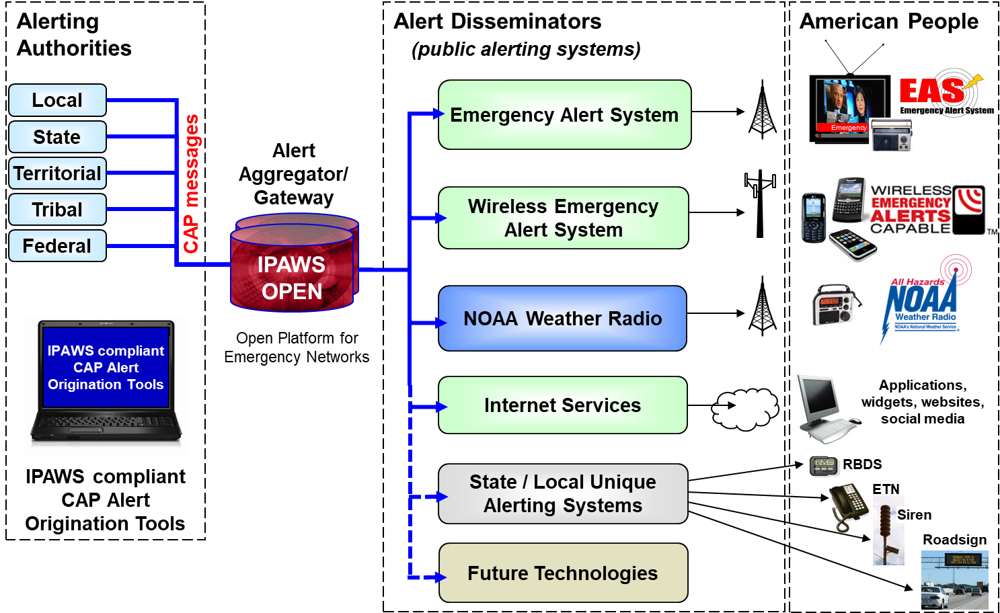 Alerting
Authorities
Local
State
Territorial
Tribal
Federal
CAP messages
IPAWS compliant
CAP Alert
Origination Tools
IPAWS compliant
CAP Alert
Origination Tools
Alert
Aggregator/
Gateway
IPAWS
OPEN
Open Platform for
Emergency Networks
Alert Disseminators
(public alerting systems)
Emergency Alert System
Wireless Emergency
Alert System
NOAA Weather Radio
Internet Services
State / Local Unique
Alerting Systems
Future Technologies
American People
Emergency
EAS
Emergency Alert System
WIRELESS
EMERGENCY
ALERTS
CAPABLE
TM
All Hazards
NOAA
Weather Radio
NOAA's National Weather Service
®
Applications,
widgets, websites,
social media
RBDS
ETN
Siren
Roadsign